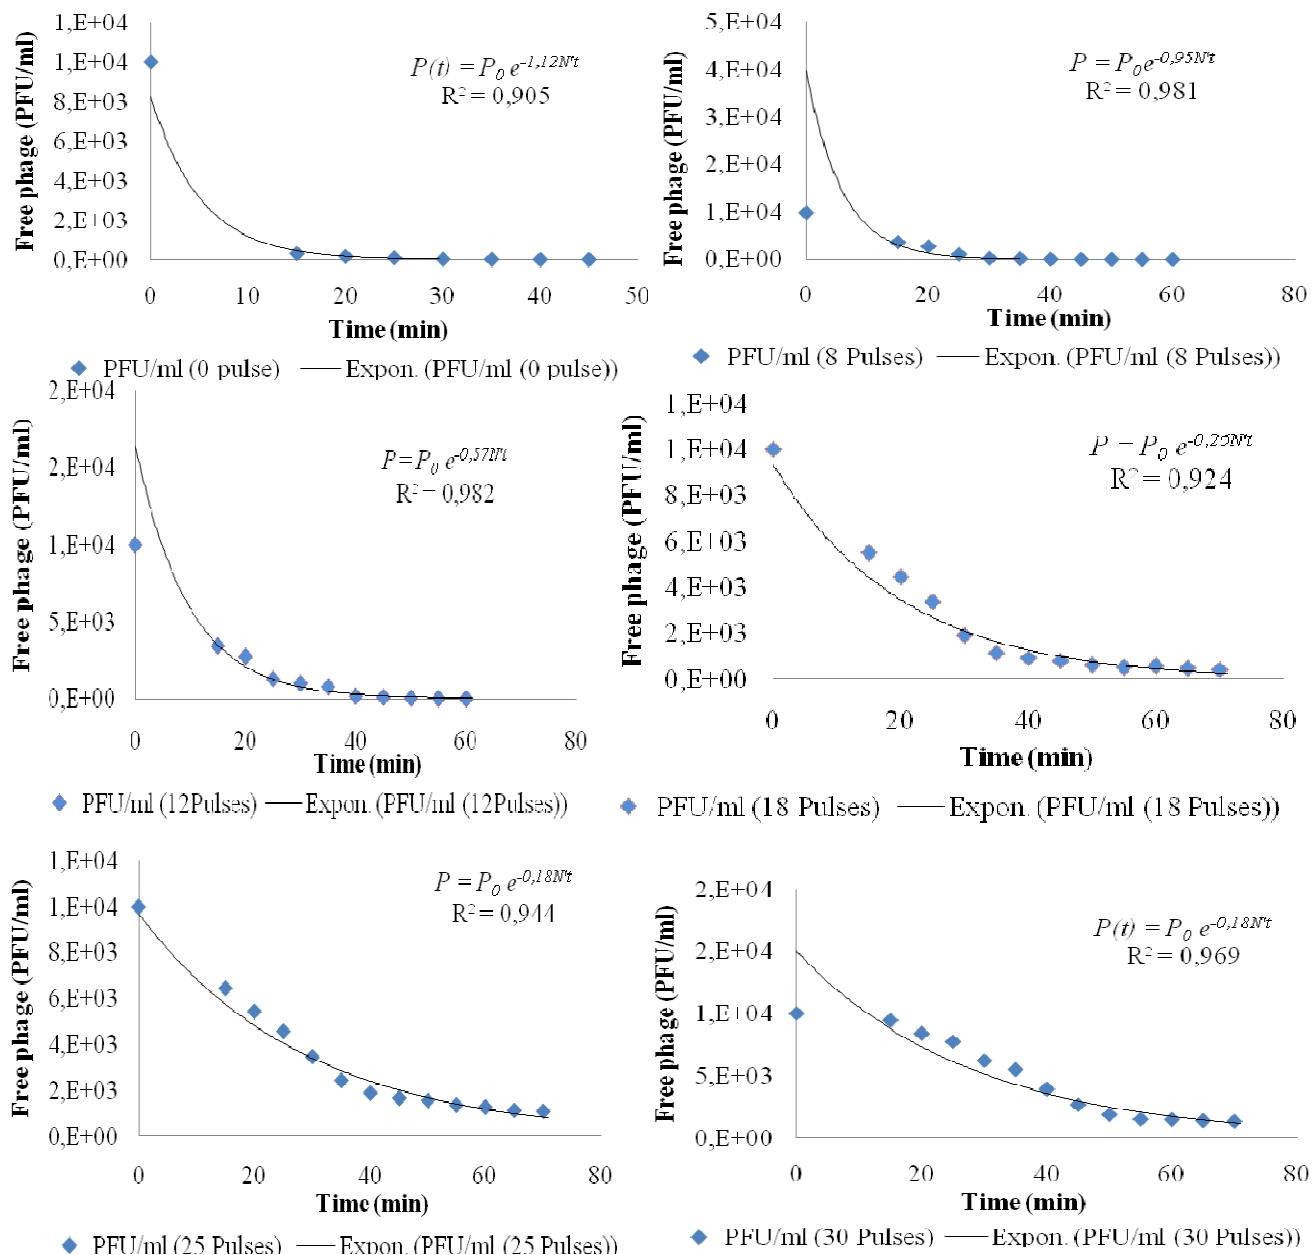 Free phage (PFU/ml)
1,E+04
1,E+04
8,E+03
6,E+03
4,E+03
2,E+03
0,E+00
P(t) = P₀ e^-1,12N't
R² = 0,905
0 10 20 30 40 50
Time (min)
PFU/ml (0 pulse) Expon. (PFU/ml (0 pulse))
Free phage (PFU/ml)
5,E+04
4,E+04
3,E+04
2,E+04
1,E+04
0,E+00
P = P₀e^-0,95N't
R² = 0,981
0 20 40 60 80
Time (min)
PFU/ml (8 Pulses) Expon. (PFU/ml (8 Pulses))
Free phage (PFU/ml)
2,E+04
2,E+04
1,E+04
5,E+03
0,E+00
P=P₀ e^-0,57N't
R² = 0,982
0 20 40 60 80
Time (min)
PFU/ml (12Pulses) Expon. (PFU/ml (12Pulses))
Free phage (PFU/ml)
1,E+04
1,E+04
8,E+03
6,E+03
4,E+03
2,E+03
0,E+00
P = P₀ e N't
R² = 0,924
0 20 40 60 80
Time (min)
PFU/ml (18 Pulses) Expon. (PFU/ml (18 Pulses))
Free phage (PFU/ml)
1,E+04
1,E+04
8,E+03
6,E+03
4,E+03
2,E+03
0,E+00
P = P₀ e^-0,18N't
R² = 0,944
0 20 40 60 80
Time (min)
PFU/ml (25 Pulses) Expon. (PFU/ml (25 Pulses))
Free phage (PFU/ml)
2,E+04
2,E+04
1,E+04
5,E+03
0,E+00
P(t) = P₀ e^-0,18N't
R² = 0,969
0 20 40 60 80
Time (min)
PFU/ml (30 Pulses) Expon. (PFU/ml (30 Pulses))